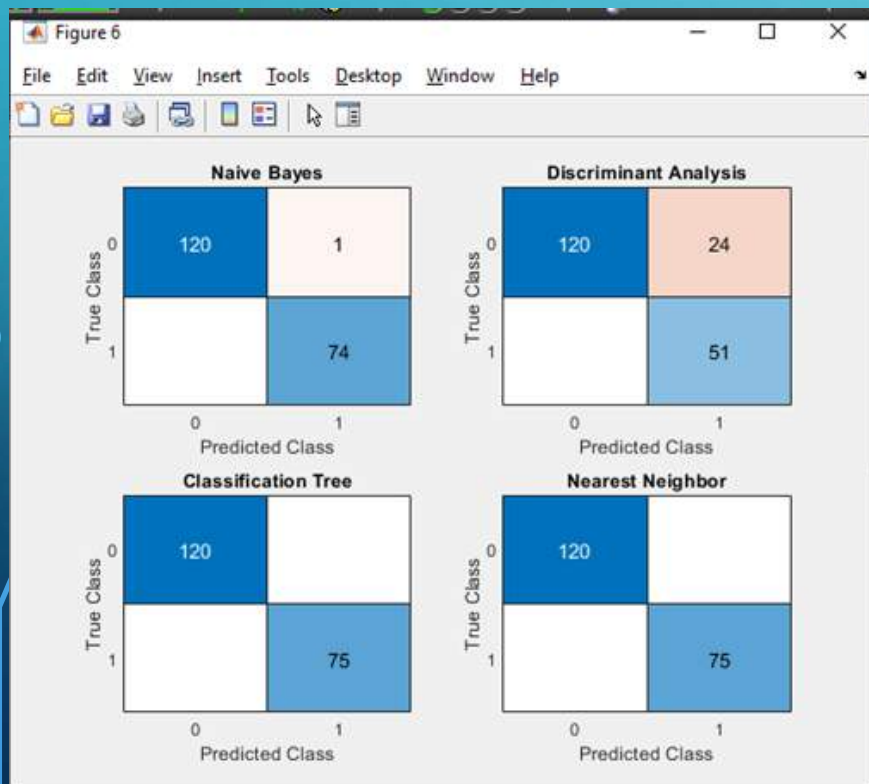 Figure 6
File Edit View Insert Tools Desktop Window Help
Naive Bayes
True Class
0
120
1
1
74
0
1
Predicted Class
Discriminant Analysis
True Class
0
120
24
1
51
0
1
Predicted Class
Classification Tree
True Class
0
120
1
75
0
1
Predicted Class
Nearest Neighbor
True Class
0
120
1
75
0
1
Predicted Class